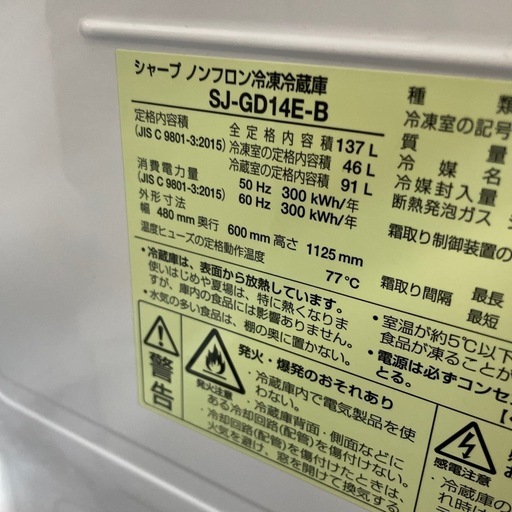 シャープ ノンフロン冷凍冷蔵庫
SJ-GD14E-B
定格内容積
(JIS C 9801-3:2015)
全定格内容積 137 L
冷凍室の定格内容積 46 L
冷蔵室の定格内容積 91 L
消費電力量
(JIS C 9801-3:2015)
50 Hz 300 kWh/年
60 Hz 300 kWh/年
外形寸法
幅 480 mm 奥行 600 mm 高さ 1125 mm
温度ヒューズの定格動作温度
77℃
•冷蔵庫は、表面から放熱しています。
使いはじめや夏場は、特に熱くなりま
すが、庫内の食品には影響ありません。
•水気の多い食品は、棚の奥に置かない。
警告
発火注意
発火・爆発のおそれあり
・冷蔵庫内で電気製品を使
わない。
・冷蔵庫背面・側面などに
ある冷却回路(配管)を傷付けない。
・冷却回路(配管)を傷付けたときは、
火気を避け、窓を開けて換気する
種 類
冷凍室の記号
質 量
冷 媒 名
冷媒封入量
断熱発泡ガス
霜取り制御装置の
霜取り間隔
最長
最短
•室温が約5℃以下
食品が凍ることが
•電源は必ずコンセ
とる。
感電注意
・冷蔵庫の
れ時け